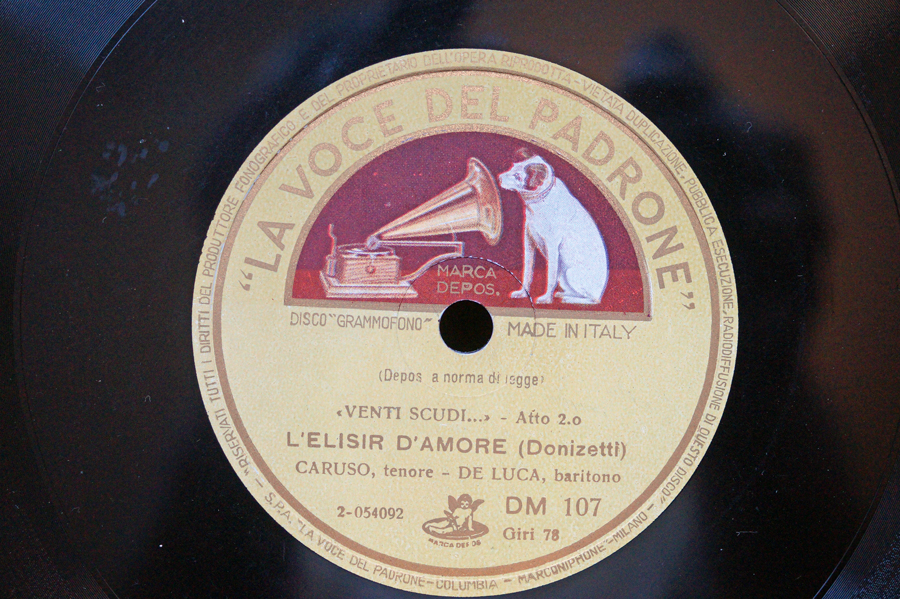 "RISERVATI TUTTI I DIRITTI DEL PRODUTTORE FONOGRAFICO E DEL PROPRIETARIO DELL'OPERA RIPRODOTTA - VIETATA DUPLICAZIONE, PUBBLICA ESECUZIONE, RADIODIFFUSIONE DI QUESTO DISCO"
"LA VOCE DEL PADRONE"
MARCA
DEPOS.
DISCO "GRAMMOFONO" MADE IN ITALY
(Depos a norma di legge)
‹VENTI SCUDI...› - Atto 2.o
L'ELISIR D'AMORE (Donizetti)
CARUSO, tenore - DE LUCA, baritono
2-054092 DM 107
MARCA DEPOS Giri 78
- S.P.A. "LA VOCE DEL PADRONE-COLUMBIA - MARCONIPHONE"-MILANO -